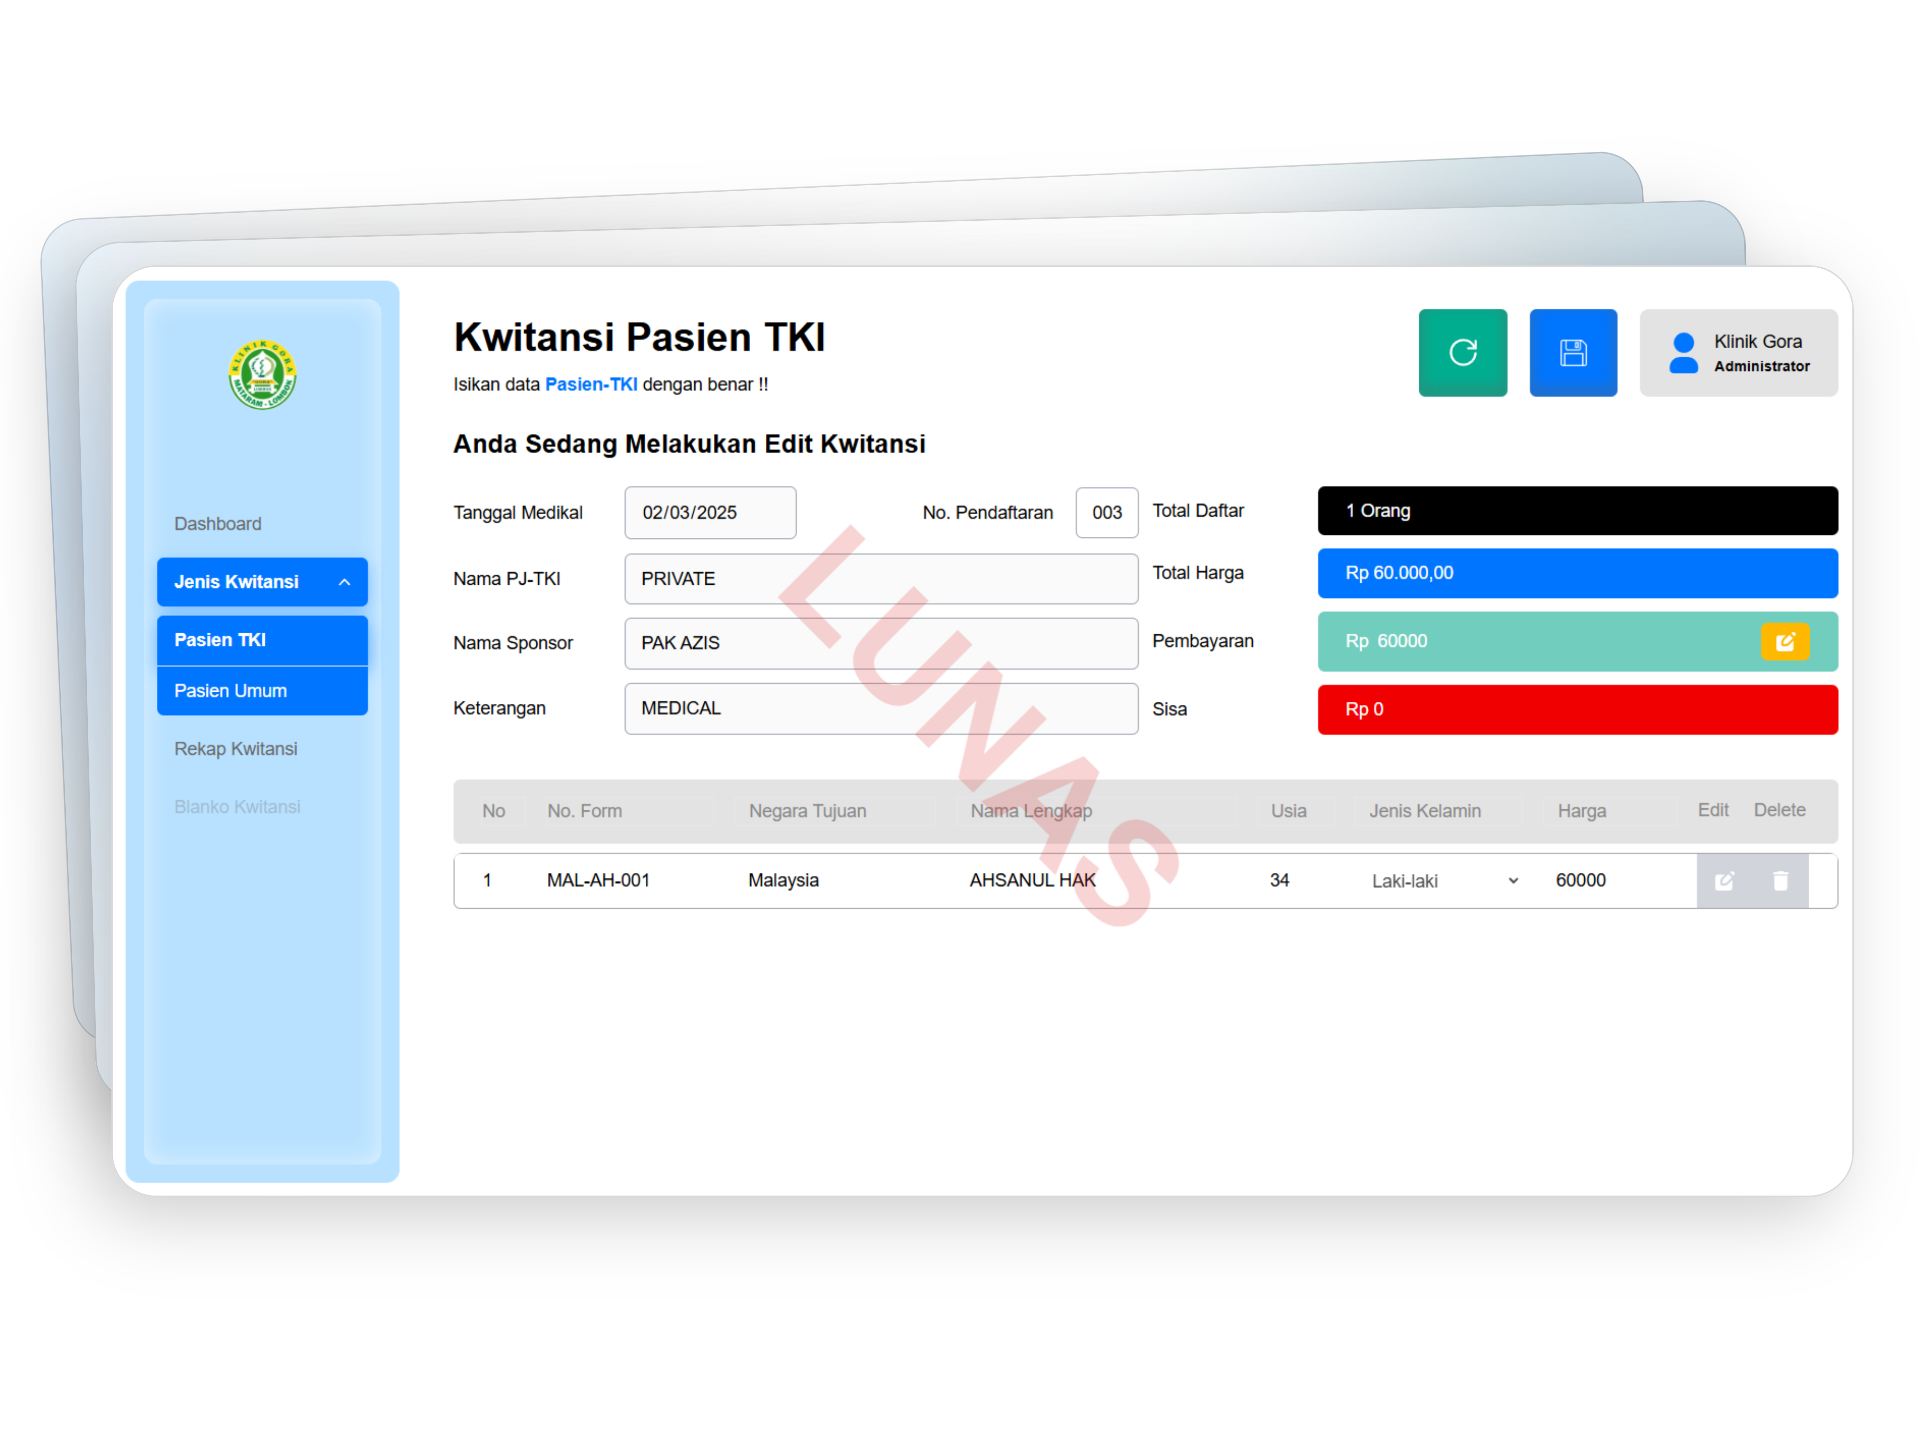 KLINIK GORA
MATARAM - LOMBOK
Dashboard
Jenis Kwitansi
Pasien TKI
Pasien Umum
Rekap Kwitansi
Blanko Kwitansi
Kwitansi Pasien TKI
Isikan data Pasien-TKI dengan benar !!
Klinik Gora
Administrator
Anda Sedang Melakukan Edit Kwitansi
Tanggal Medikal 02/03/2025 No. Pendaftaran 003
Nama PJ-TKI PRIVATE
Nama Sponsor PAK AZIS
Keterangan MEDICAL
Total Daftar 1 Orang
Total Harga Rp 60.000,00
Pembayaran Rp 60000
Sisa Rp 0
LUNAS
No No. Form Negara Tujuan Nama Lengkap Usia Jenis Kelamin Harga Edit Delete
1 MAL-AH-001 Malaysia AHSANUL HAK 34 Laki-laki 60000